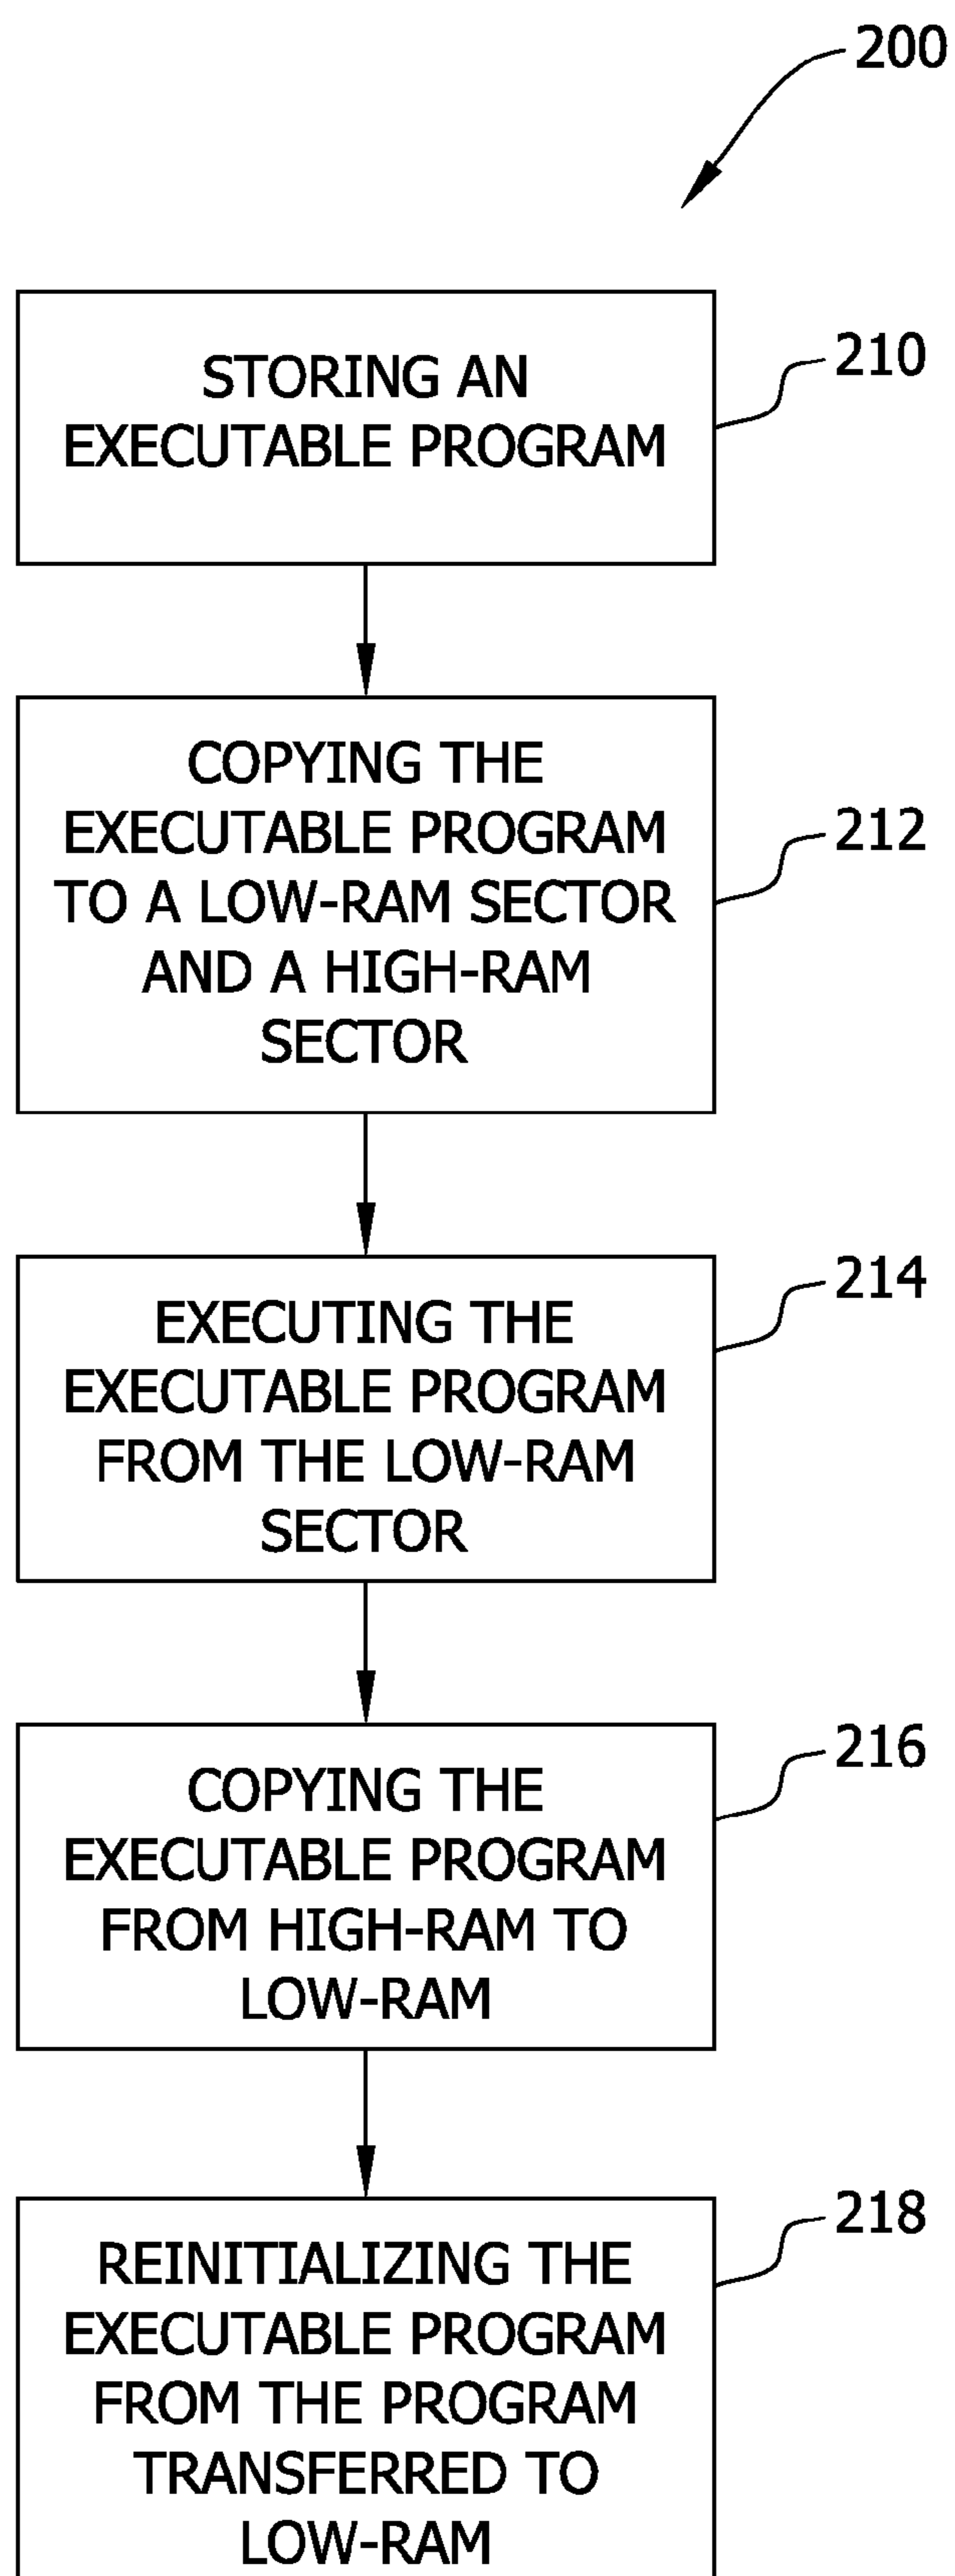 200
STORING AN
EXECUTABLE PROGRAM
210
COPYING THE
EXECUTABLE PROGRAM
TO A LOW-RAM SECTOR
AND A HIGH-RAM
SECTOR
212
EXECUTING THE
EXECUTABLE PROGRAM
FROM THE LOW-RAM
SECTOR
214
COPYING THE
EXECUTABLE PROGRAM
FROM HIGH-RAM TO
LOW-RAM
216
REINITIALIZING THE
EXECUTABLE PROGRAM
FROM THE PROGRAM
TRANSFERRED TO
LOW-RAM
218